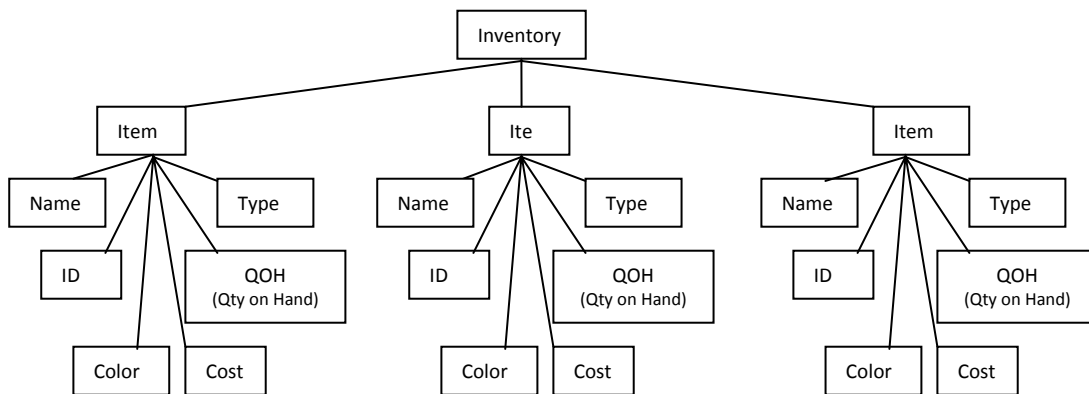 Inventory
Item
Ite
Item
Name
Type
Name
Type
Name
Type
ID
QOH
(Qty on Hand)
ID
QOH
(Qty on Hand)
ID
QOH
(Qty on Hand)
Color
Cost
Color
Cost
Color
Cost